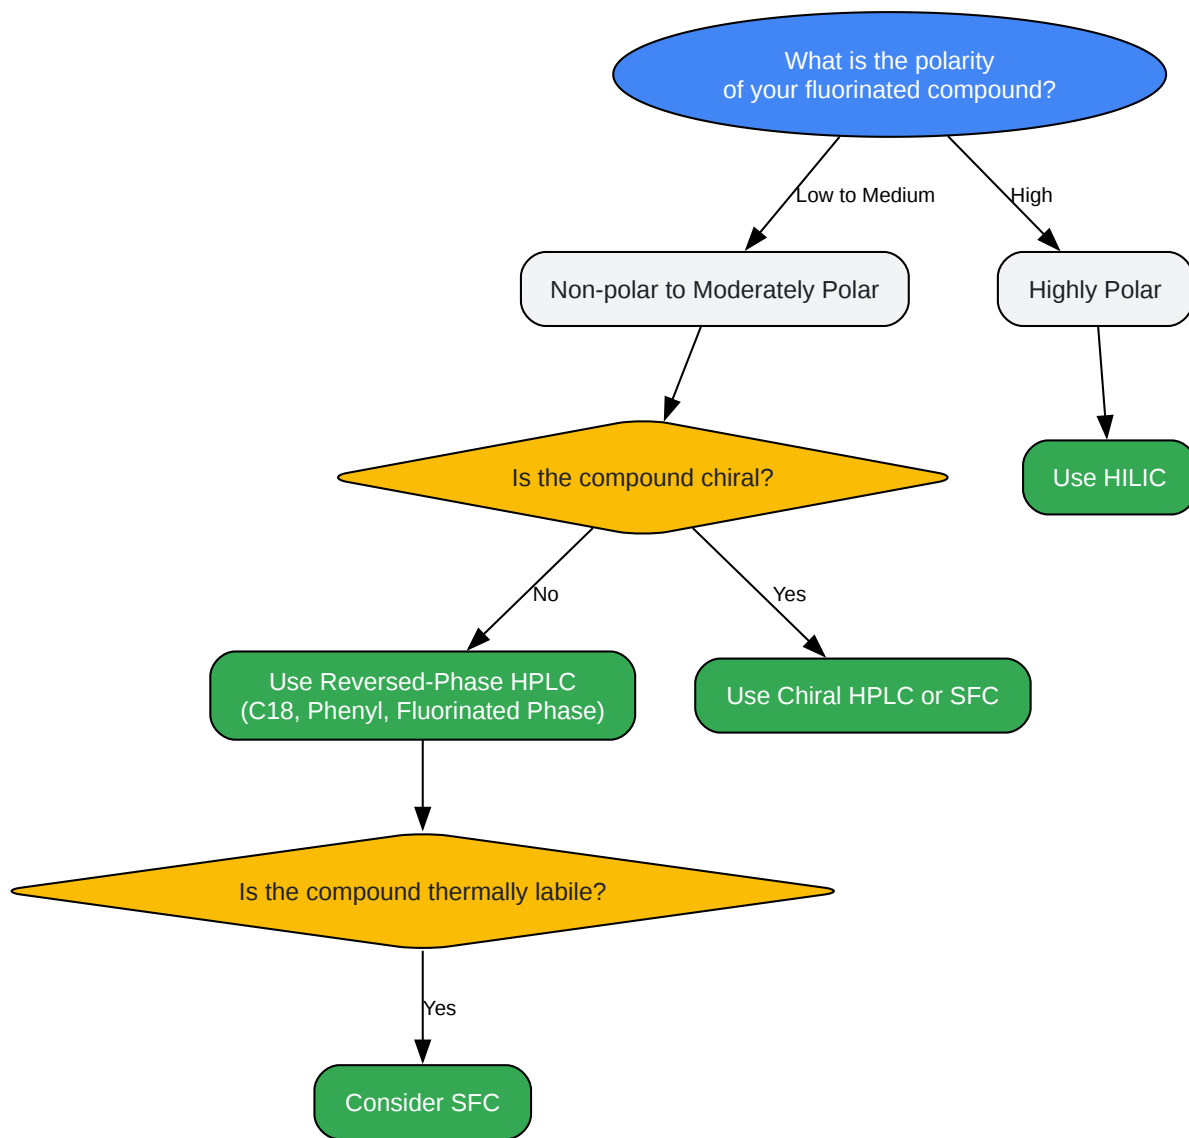 What is the polarity
of your fluorinated compound?
Low to Medium
High
Non-polar to Moderately Polar
Highly Polar
Is the compound chiral?
Use HILIC
No
Yes
Use Reversed-Phase HPLC
(C18, Phenyl, Fluorinated Phase)
Use Chiral HPLC or SFC
Is the compound thermally labile?
Yes
Consider SFC